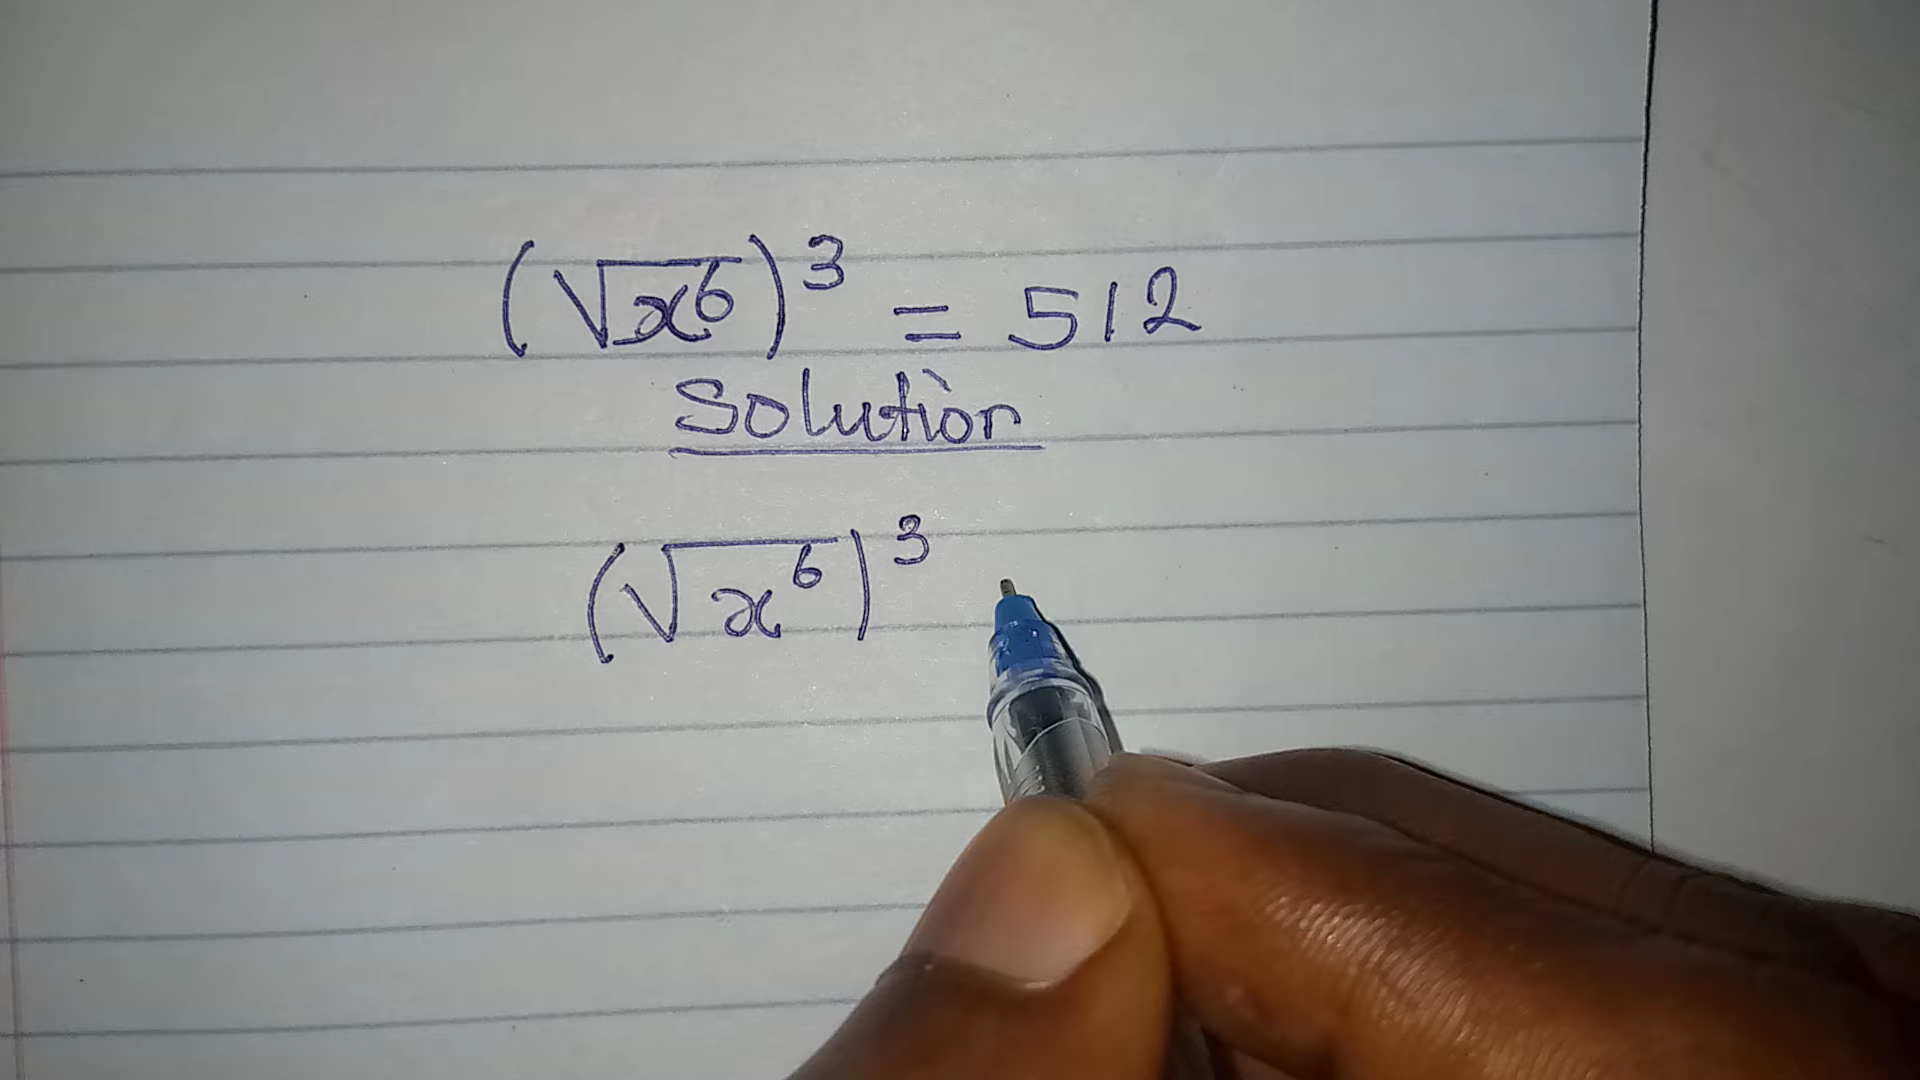 (√x⁶)³ = 512
Solution
(√x⁶)³